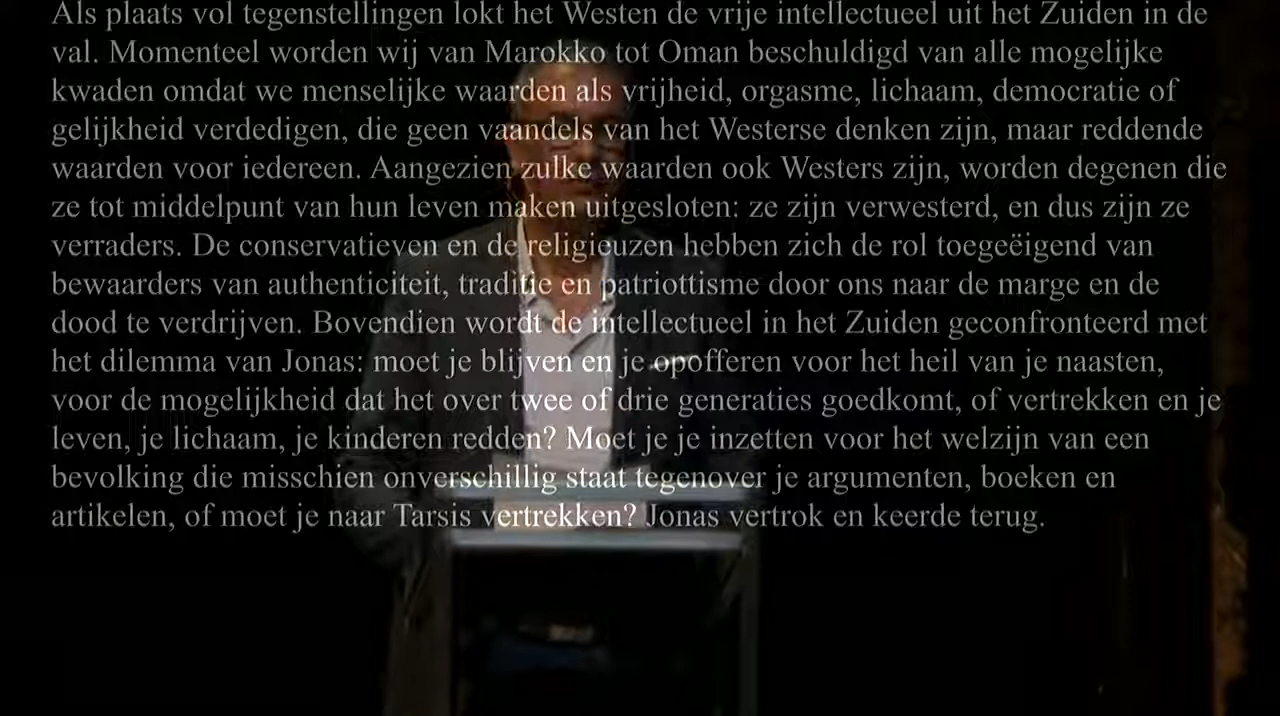 Als plaats vol tegenstellingen lokt het Westen de vrije intellectueel uit het Zuiden in de
val. Momenteel worden wij van Marokko tot Oman beschuldigd van alle mogelijke
kwaden omdat we menselijke waarden als vrijheid, orgasme, lichaam, democratie of
gelijkheid verdedigen, die geen vaandels van het Westerse denken zijn, maar reddende
waarden voor iedereen. Aangezien zulke waarden ook Westers zijn, worden degenen die
ze tot middelpunt van hun leven maken uitgesloten: ze zijn verwesterd, en dus zijn ze
verraders. De conservatieven en de religieuzen hebben zich de rol toegeëigend van
bewaarders van authenticiteit, traditie en patriottisme door ons naar de marge en de
dood te verdrijven. Bovendien wordt de intellectueel in het Zuiden geconfronteerd met
het dilemma van Jonas: moet je blijven en je opofferen voor het heil van je naasten,
voor de mogelijkheid dat het over twee of drie generaties goedkomt, of vertrekken en je
leven, je lichaam, je kinderen redden? Moet je je inzetten voor het welzijn van een
bevolking die misschien onverschillig staat tegenover je argumenten, boeken en
artikelen, of moet je naar Tarsis vertrekken? Jonas vertrok en keerde terug.